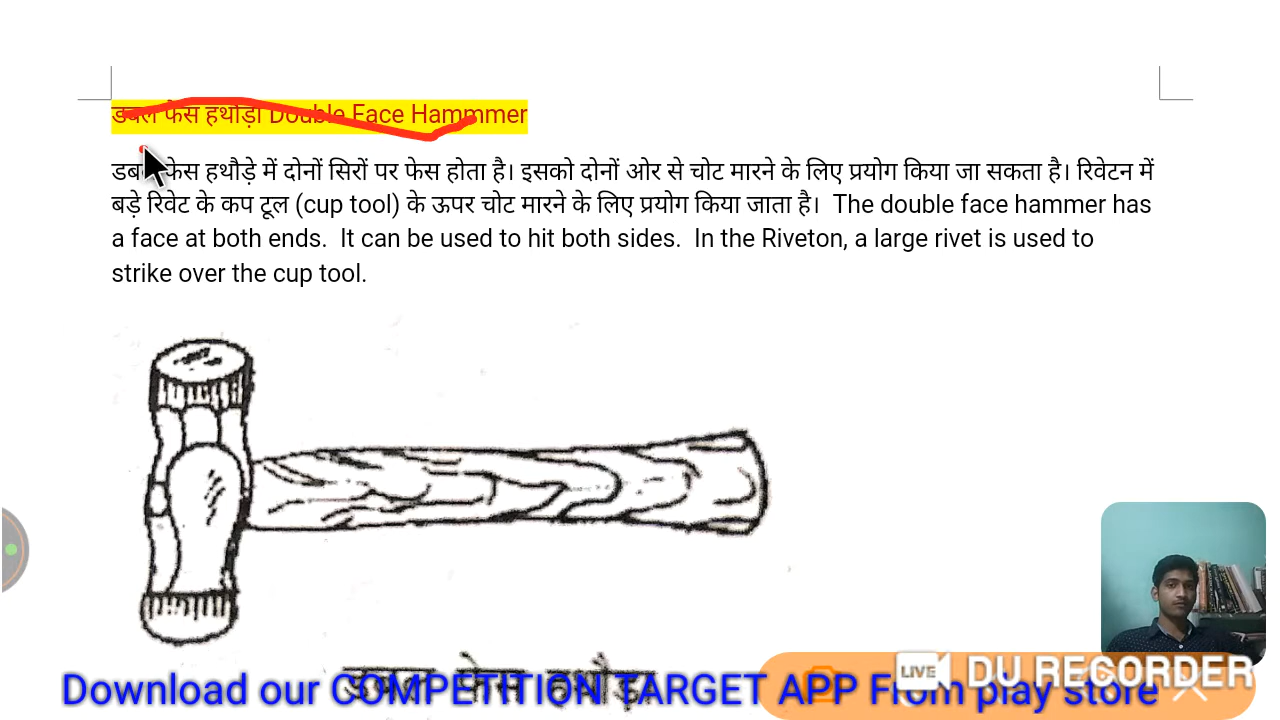 डबल फेस हथौड़ा Double Face Hammmer
डबल फेस हथौड़े में दोनों सिरों पर फेस होता है। इसको दोनों ओर से चोट मारने के लिए प्रयोग किया जा सकता है। रिवेटन में
बड़े रिवेट के कप टूल (cup tool) के ऊपर चोट मारने के लिए प्रयोग किया जाता है। The double face hammer has
a face at both ends. It can be used to hit both sides. In the Riveton, a large rivet is used to
strike over the cup tool.
डबल फेस हथौड़ा
Download our COMPETITION TARGET APP From play store
LIVE DU RECORDER